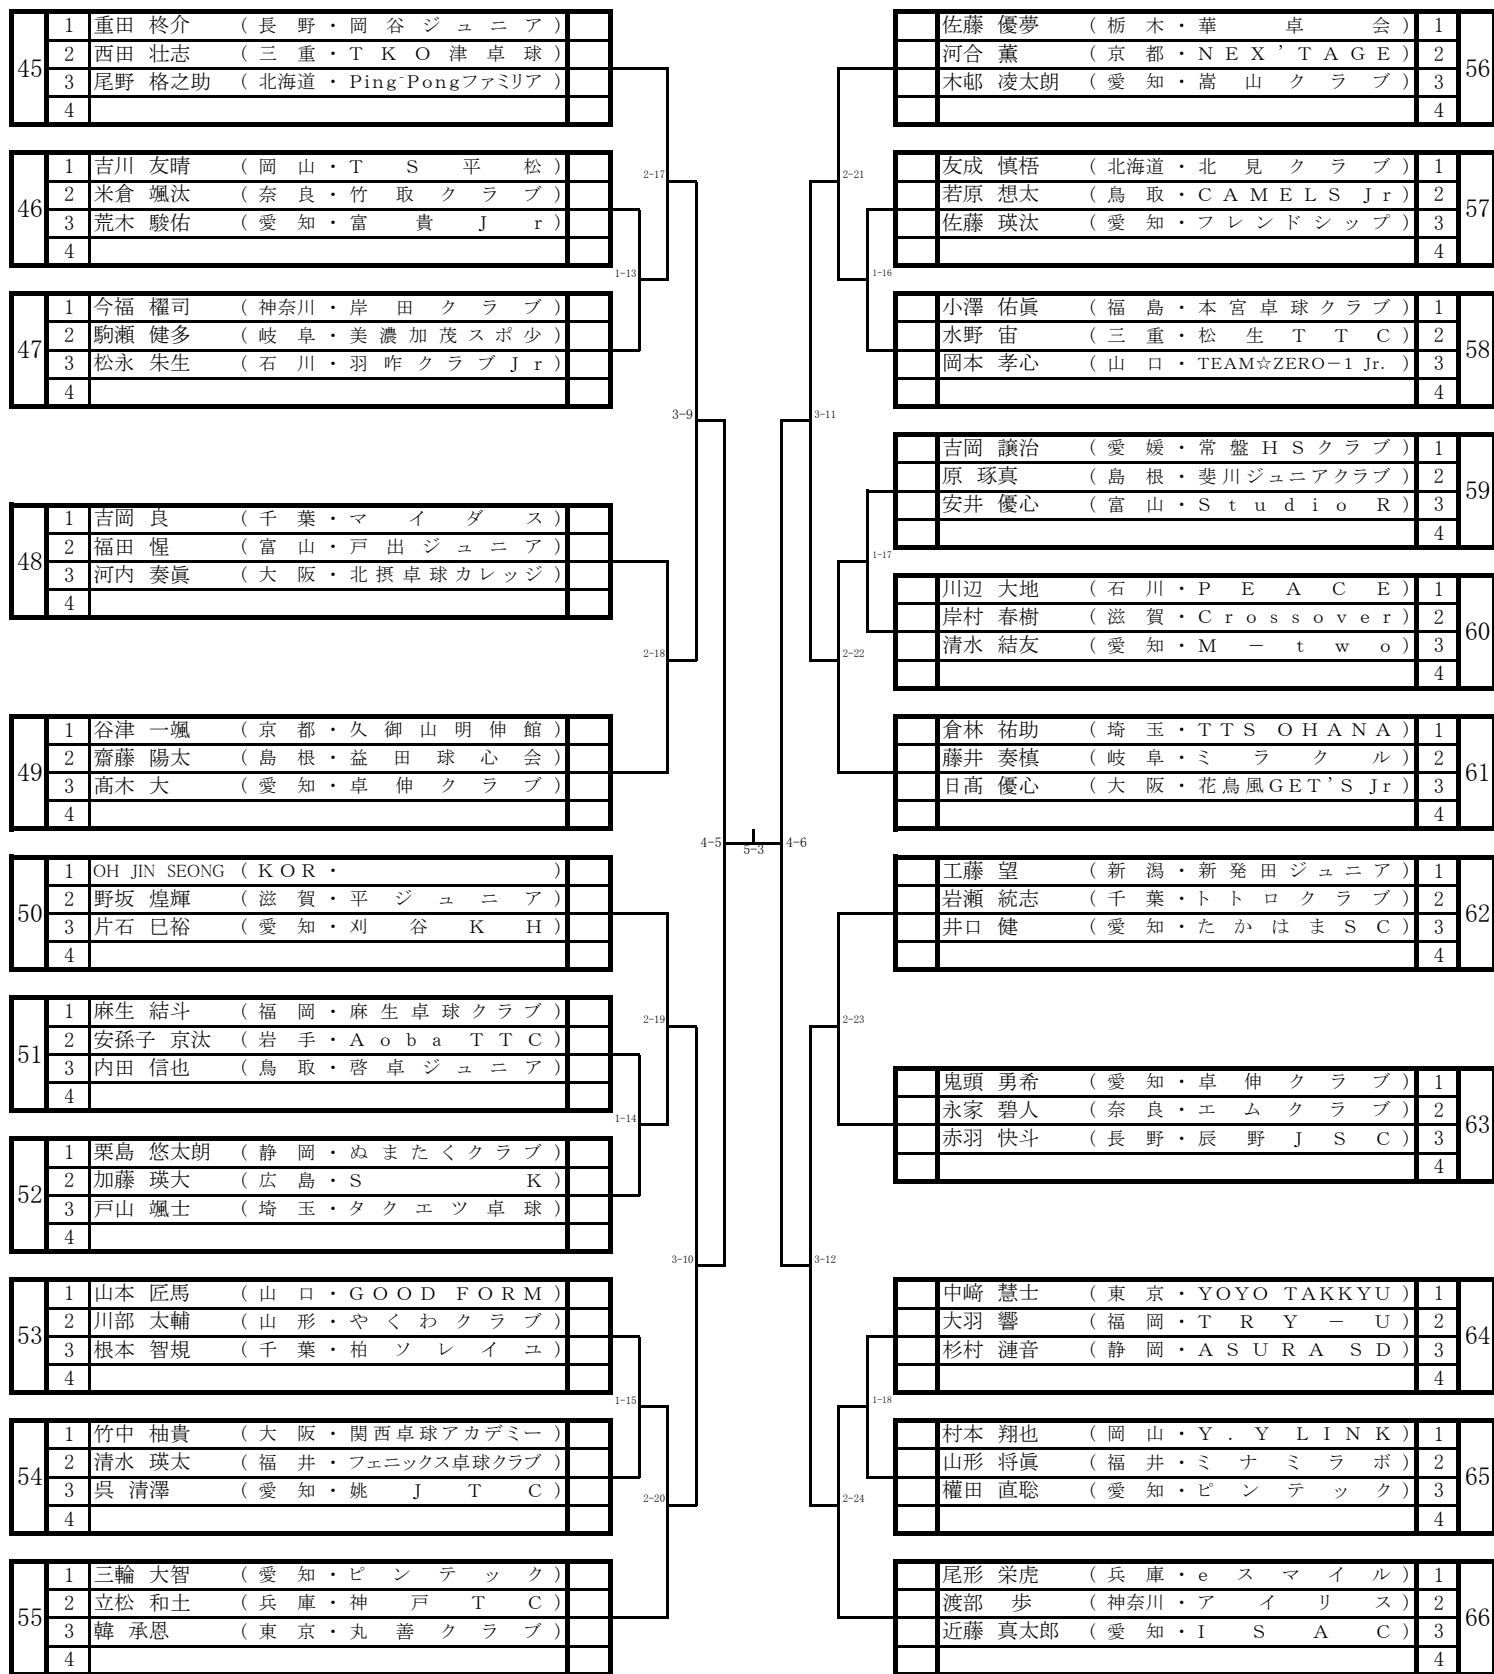 45
1 重田 柊介 (長野・岡谷ジュニア)
2 西田 壮志 (三重・TKO津卓球)
3 尾野 格之助 (北海道・Ping-Pongファミリア)
4
46
1 吉川 友晴 (岡山・TS平松)
2 米倉 颯汰 (奈良・竹取クラブ)
3 荒木 駿佑 (愛知・富貴Jr)
4
47
1 今福 櫂司 (神奈川・岸田クラブ)
2 駒瀬 健多 (岐阜・美濃加茂スポ少)
3 松永 朱生 (石川・羽咋クラブJr)
4
48
1 吉岡 良 (千葉・マイダス)
2 福田 惺 (富山・戸出ジュニア)
3 河内 奏眞 (大阪・北摂卓球カレッジ)
4
49
1 谷津 一颯 (京都・久御山明伸館)
2 齋藤 陽太 (島根・益田球心会)
3 髙木 大 (愛知・卓伸クラブ)
4
50
1 OH JIN SEONG (KOR・ )
2 野坂 煌輝 (滋賀・平ジュニア)
3 片石 巳裕 (愛知・刈谷KH)
4
51
1 麻生 結斗 (福岡・麻生卓球クラブ)
2 安孫子 京汰 (岩手・Aoba TTC)
3 内田 信也 (鳥取・啓卓ジュニア)
4
52
1 栗島 悠太朗 (静岡・ぬまたくクラブ)
2 加藤 瑛大 (広島・SK)
3 戸山 颯士 (埼玉・タクエツ卓球)
4
53
1 山本 匠馬 (山口・GOOD FORM)
2 川部 太輔 (山形・やくわクラブ)
3 根本 智規 (千葉・柏ソレイユ)
4
54
1 竹中 柚貴 (大阪・関西卓球アカデミー)
2 清水 瑛太 (福井・フェニックス卓球クラブ)
3 呉 清澤 (愛知・姚JTC)
4
55
1 三輪 大智 (愛知・ピンテック)
2 立松 和土 (兵庫・神戸TC)
3 韓 承恩 (東京・丸善クラブ)
4
2-17
1-13
3-9
2-18
4-5
2-19
1-14
3-10
1-15
2-20
5-3
2-21
1-16
3-11
1-17
2-22
4-6
2-23
3-12
1-18
2-24
佐藤 優夢 (栃木・華卓会) 1
河合 薫 (京都・NEX'TAGE) 2
木邨 凌太朗 (愛知・嵩山クラブ) 3
4
56
友成 慎悟 (北海道・北見クラブ) 1
若原 想太 (鳥取・CAMELS Jr) 2
佐藤 瑛汰 (愛知・フレンドシップ) 3
4
57
小澤 佑眞 (福島・本宮卓球クラブ) 1
水野 宙 (三重・松生TTC) 2
岡本 孝心 (山口・TEAM☆ZERO−1 Jr.) 3
4
58
吉岡 譲治 (愛媛・常盤HSクラブ) 1
原 琢真 (島根・斐川ジュニアクラブ) 2
安井 優心 (富山・Studio R) 3
4
59
川辺 大地 (石川・PEACE) 1
岸村 春樹 (滋賀・Crossover) 2
清水 結友 (愛知・M−two) 3
4
60
倉林 祐助 (埼玉・TTS OHANA) 1
藤井 奏槙 (岐阜・ミラクル) 2
日髙 優心 (大阪・花鳥風GET'S Jr) 3
4
61
工藤 望 (新潟・新発田ジュニア) 1
岩瀬 統志 (千葉・トトロクラブ) 2
井口 健 (愛知・たかはまSC) 3
4
62
鬼頭 勇希 (愛知・卓伸クラブ) 1
永家 碧人 (奈良・エムクラブ) 2
赤羽 快斗 (長野・辰野JSC) 3
4
63
中﨑 慧士 (東京・YOYO TAKKYU) 1
大羽 響 (福岡・TRY−U) 2
杉村 漣音 (静岡・ASURA SD) 3
4
64
村本 翔也 (岡山・Y.Y LINK) 1
山形 将眞 (福井・ミナミラボ) 2
權田 直聡 (愛知・ピンテック) 3
4
65
尾形 栄虎 (兵庫・eスマイル) 1
渡部 歩 (神奈川・アイリス) 2
近藤 真太郎 (愛知・ISAC) 3
4
66